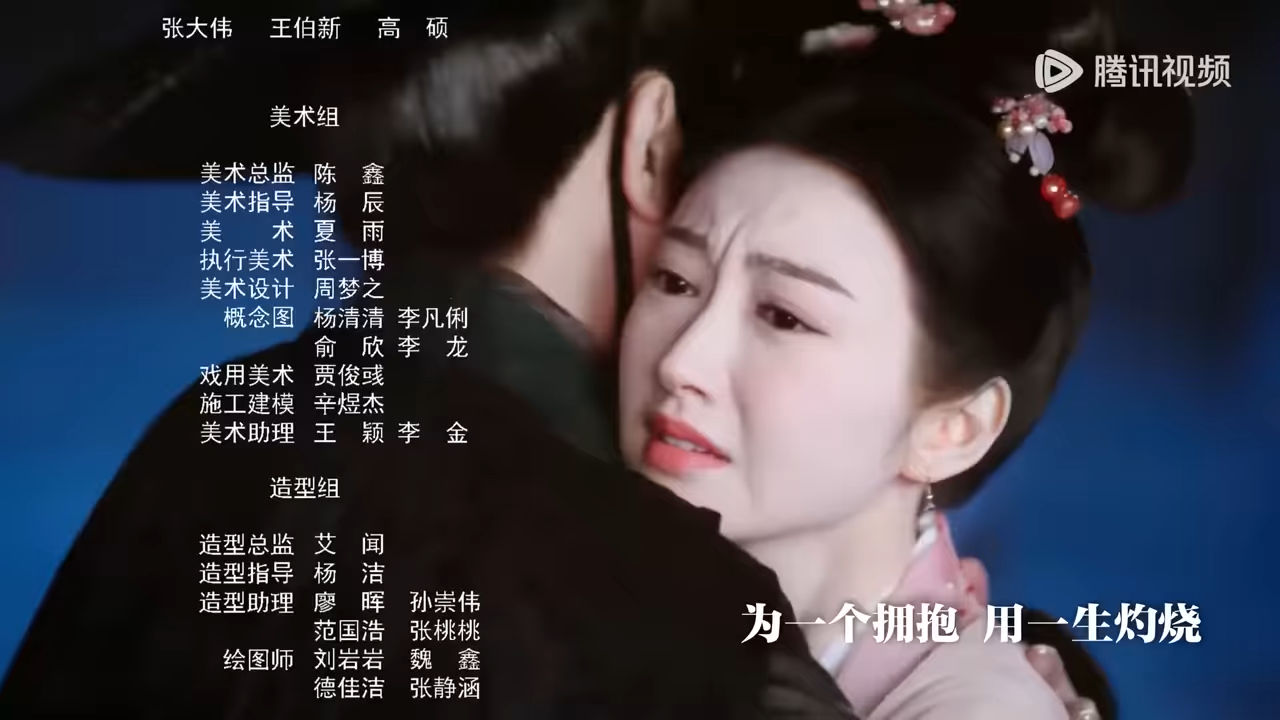 张大伟 王伯新 高 硕
腾讯视频
美术组
美术总监 陈 鑫
美术指导 杨 辰
美 术 夏 雨
执行美术 张一博
美术设计 周梦之
概念图 杨清清 李凡俐
俞 欣 李 龙
戏用美术 贾俊彧
施工建模 辛煜杰
美术助理 王 颖 李 金
造型组
造型总监 艾 闻
造型指导 杨 洁
造型助理 廖 晖 孙崇伟
范国浩 张桃桃
绘图师 刘岩岩 魏 鑫
德佳洁 张静涵
为一个拥抱 用一生灼烧